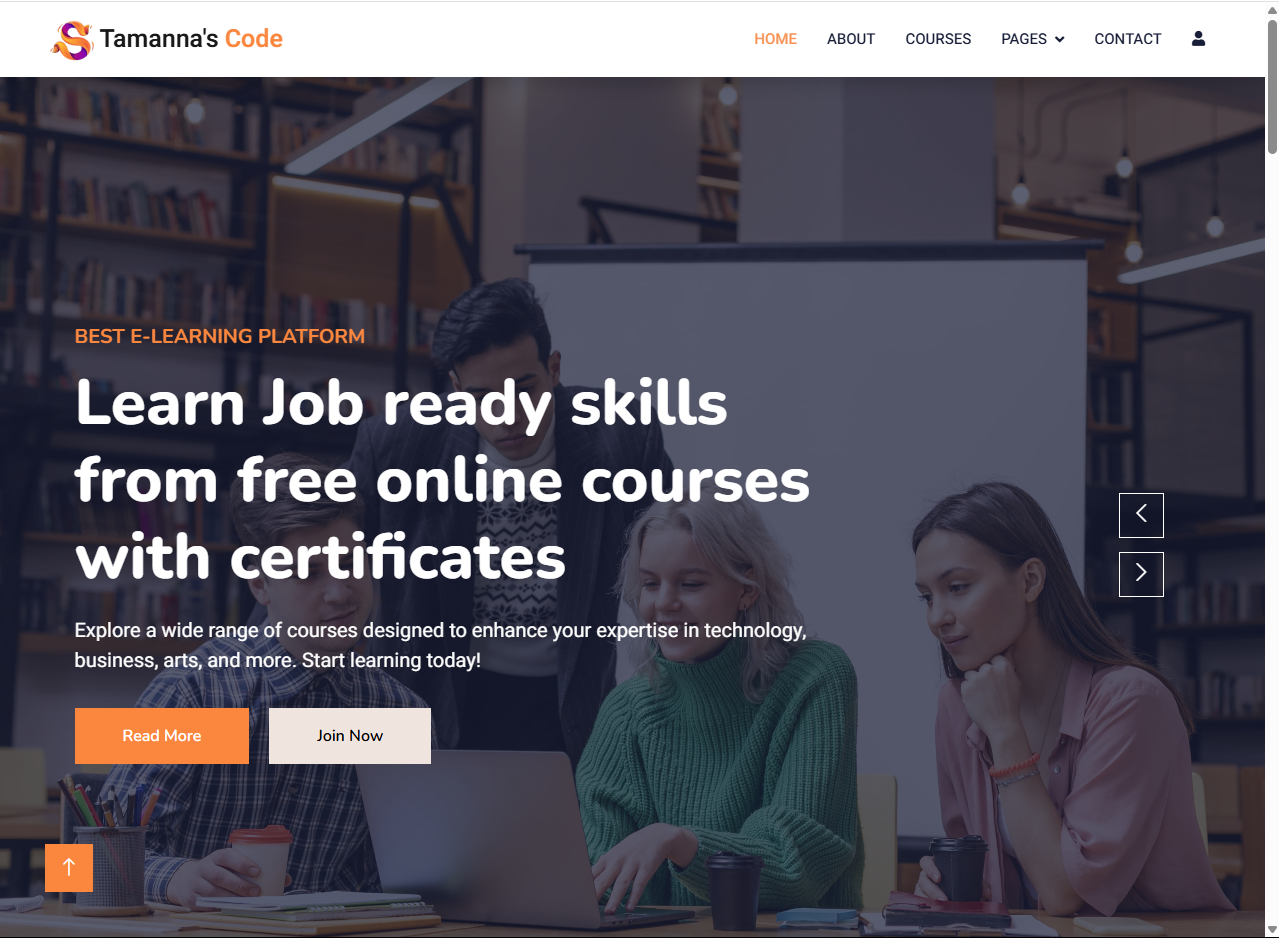 Tamanna's Code
HOME ABOUT COURSES PAGES CONTACT
BEST E-LEARNING PLATFORM
Learn Job ready skills
from free online courses
with certificates
Explore a wide range of courses designed to enhance your expertise in technology,
business, arts, and more. Start learning today!
Read More Join Now